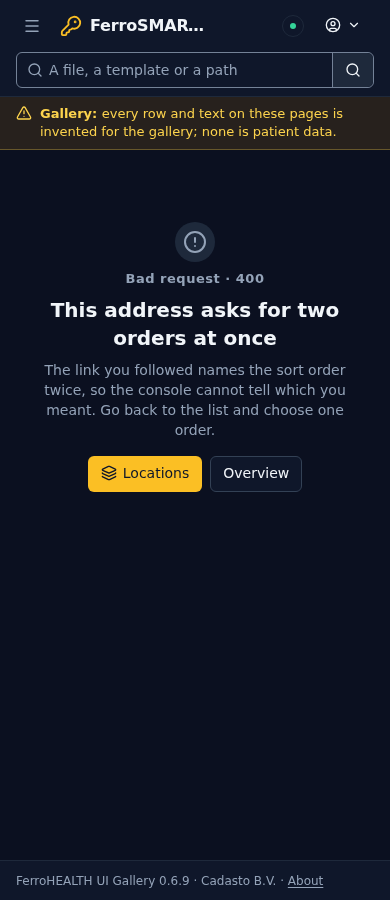 FerroSMAR...
A file, a template or a path
Gallery: every row and text on these pages is
invented for the gallery; none is patient data.
Bad request · 400
This address asks for two
orders at once
The link you followed names the sort order
twice, so the console cannot tell which you
meant. Go back to the list and choose one
order.
Locations
Overview
FerroHEALTH UI Gallery 0.6.9 · Cadasto B.V. · About